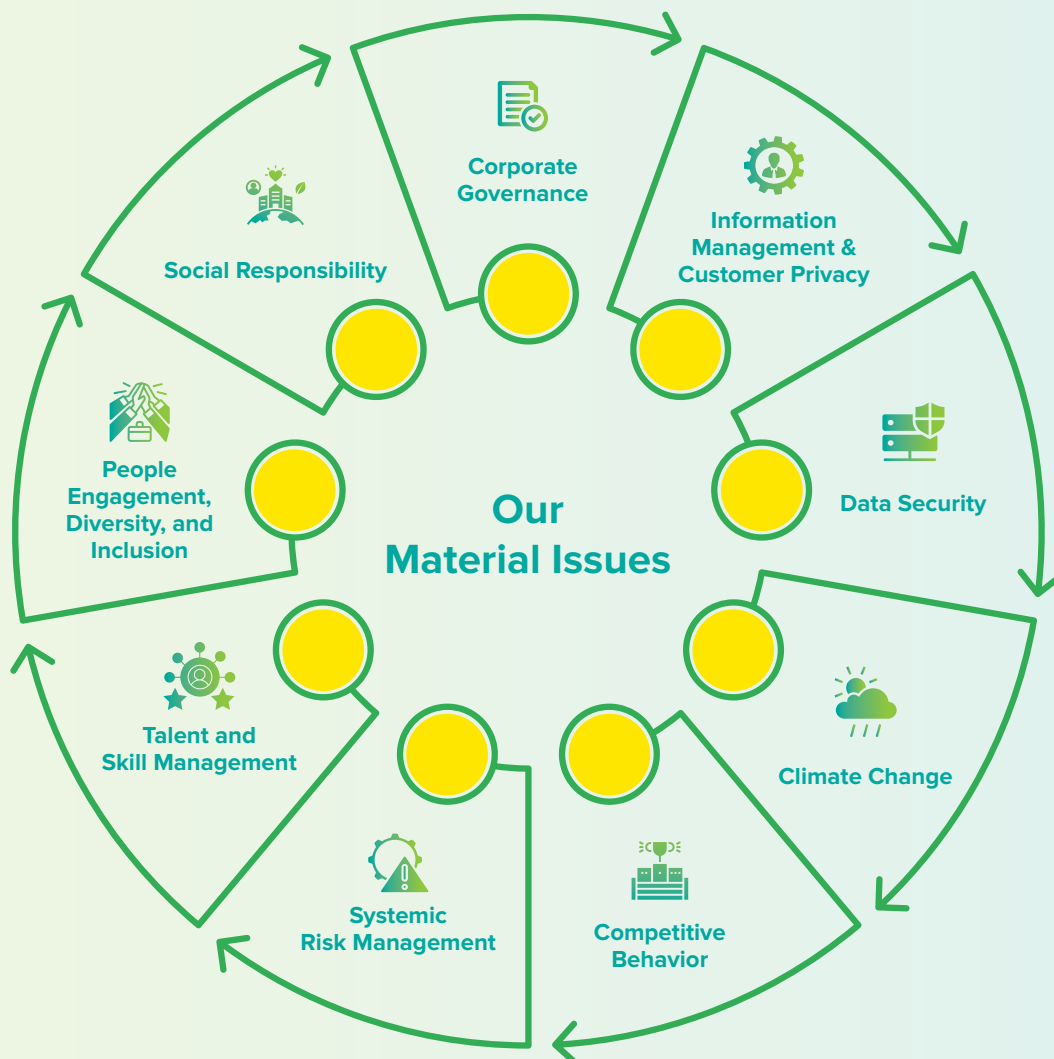 Our
Material Issues
Corporate
Governance
Information
Management &
Customer Privacy
Data Security
Climate Change
Competitive
Behavior
Systemic
Risk Management
Talent and
Skill Management
People
Engagement,
Diversity, and
Inclusion
Social Responsibility